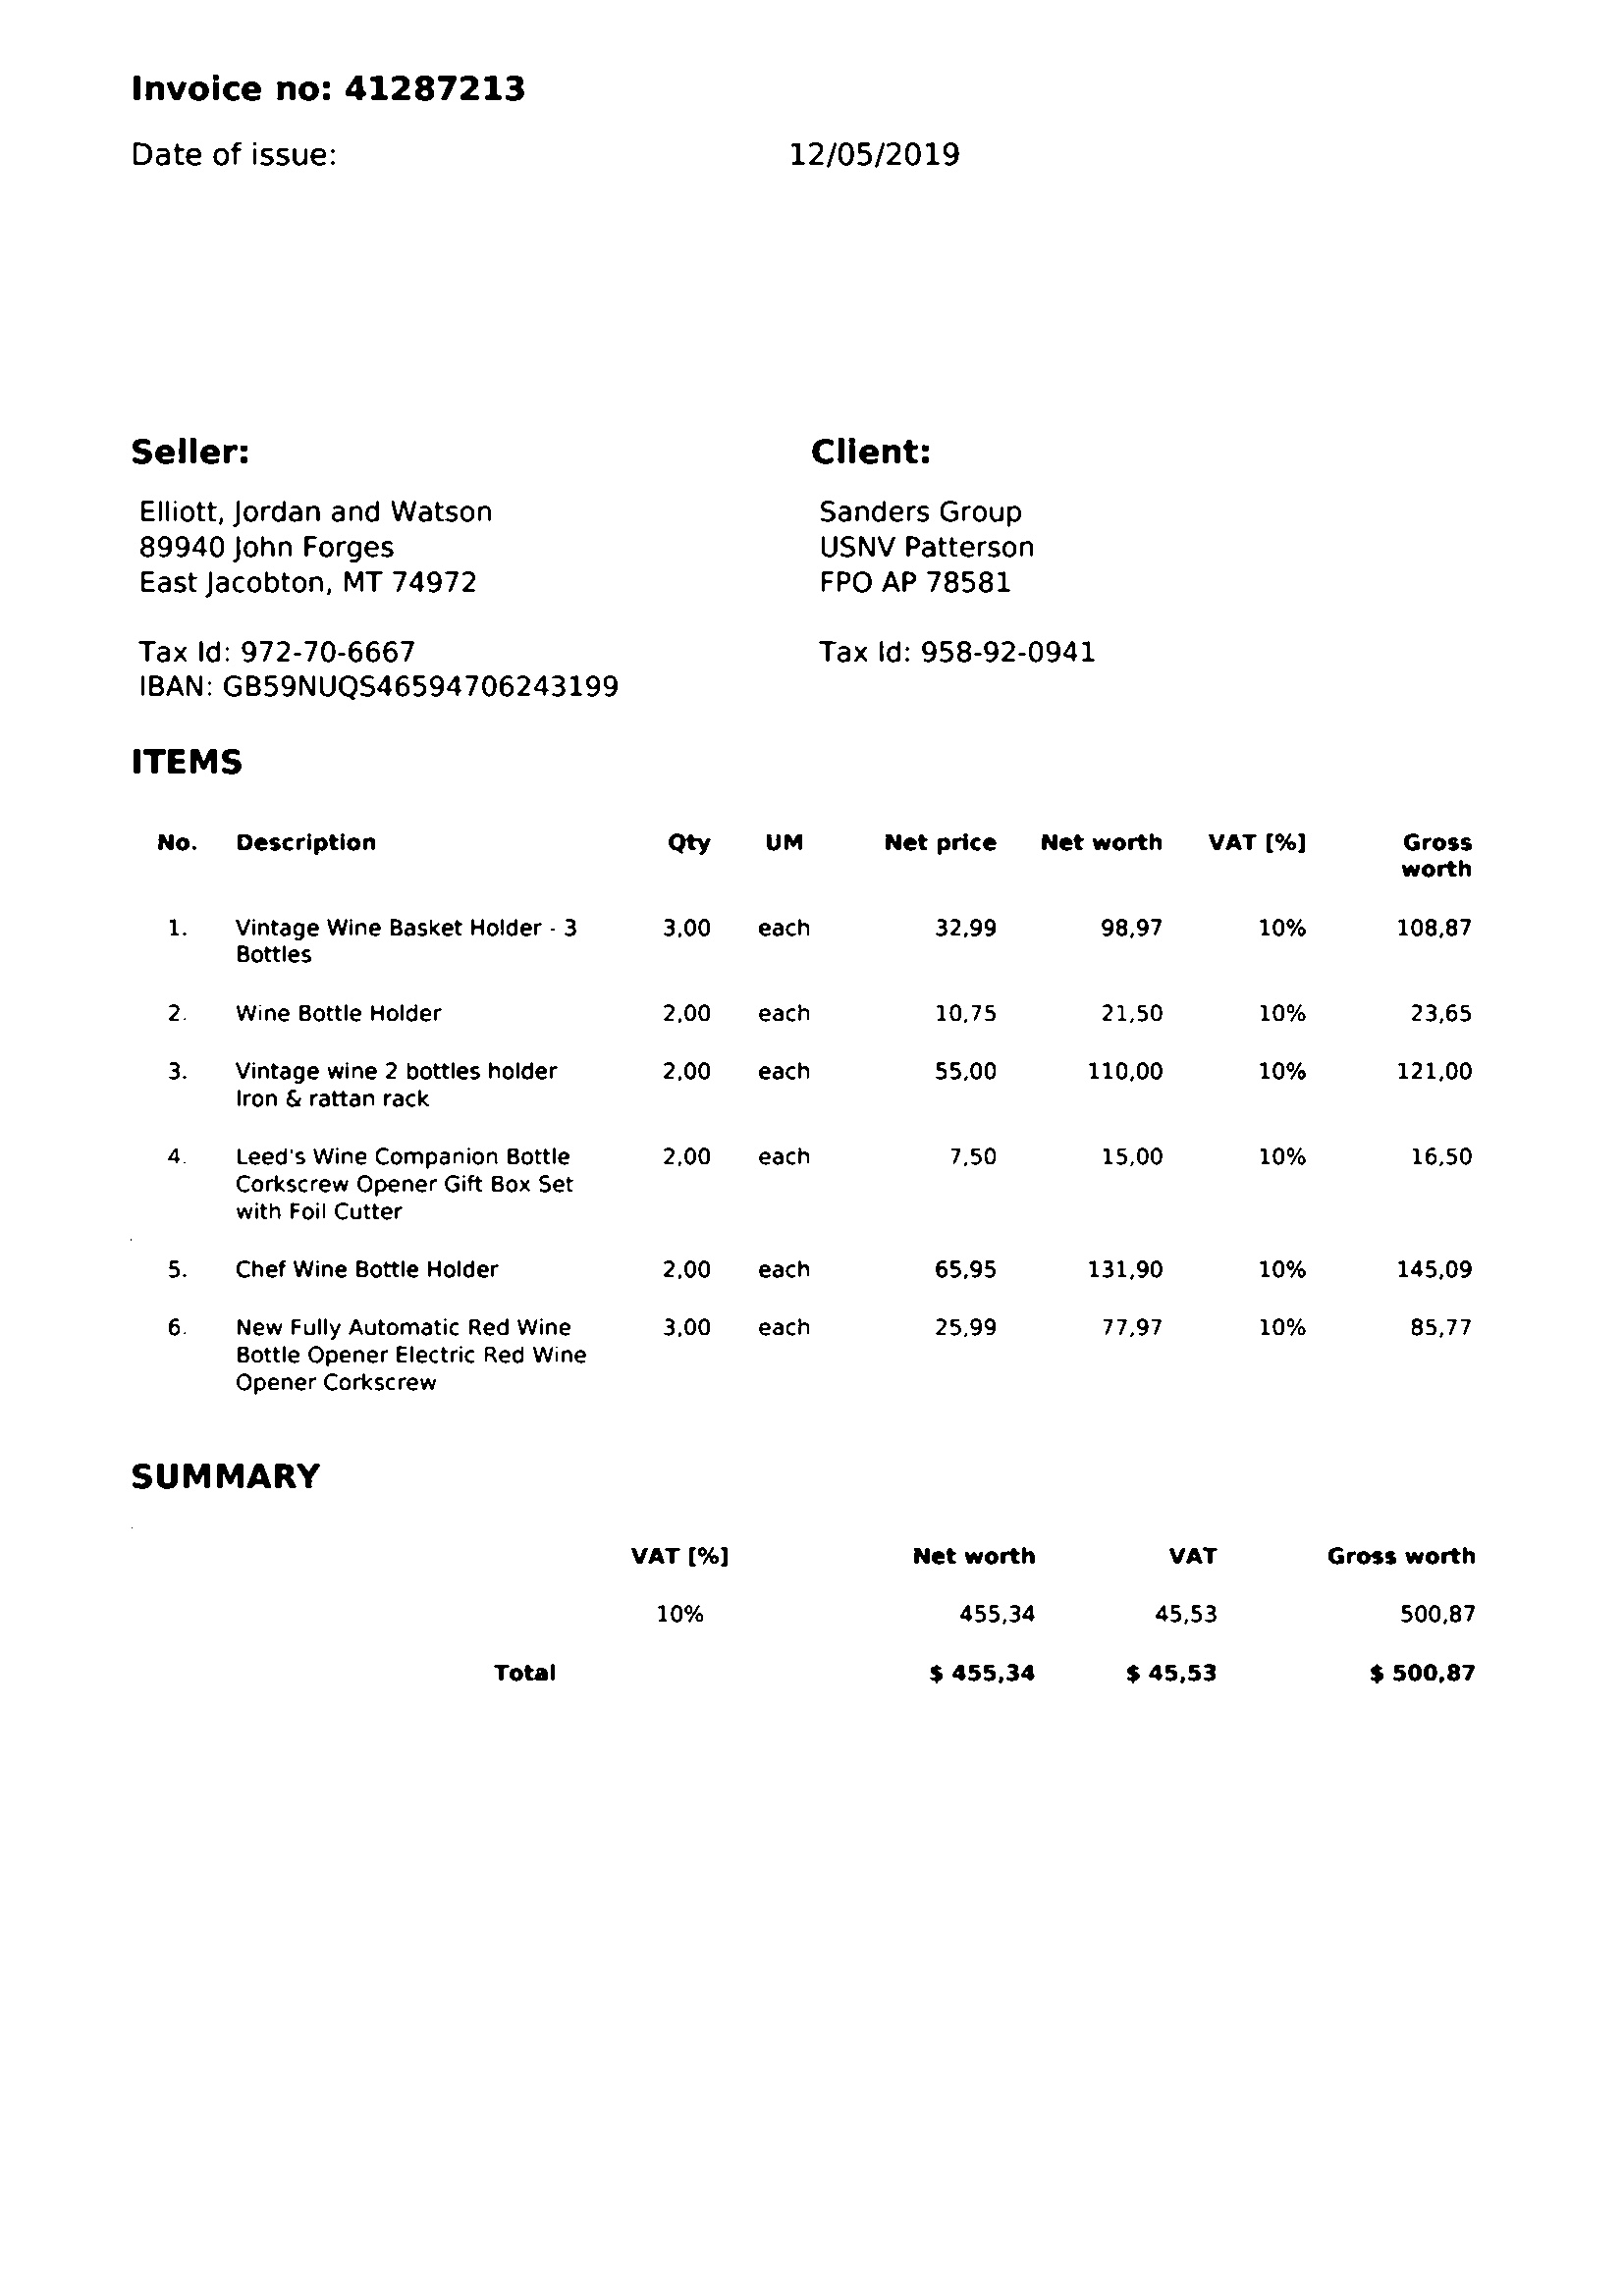 Invoice no: 41287213
Date of issue: 12/05/2019
Seller: Client:
Elliott, Jordan and Watson Sanders Group
89940 John Forges USNV Patterson
East Jacobton, MT 74972 FPO AP 78581
Tax Id: 972-70-6667 Tax Id: 958-92-0941
IBAN: GB59NUQS46594706243199
ITEMS
No. Description Qty UM Net price Net worth VAT [%] Gross
worth
1. Vintage Wine Basket Holder - 3 3,00 each 32,99 98,97 10% 108,87
Bottles
2. Wine Bottle Holder 2,00 each 10,75 21,50 10% 23,65
3. Vintage wine 2 bottles holder 2,00 each 55,00 110,00 10% 121,00
Iron & rattan rack
4. Leed's Wine Companion Bottle 2,00 each 7,50 15,00 10% 16,50
Corkscrew Opener Gift Box Set
with Foil Cutter
5. Chef Wine Bottle Holder 2,00 each 65,95 131,90 10% 145,09
6. New Fully Automatic Red Wine 3,00 each 25,99 77,97 10% 85,77
Bottle Opener Electric Red Wine
Opener Corkscrew
SUMMARY
VAT [%] Net worth VAT Gross worth
10% 455,34 45,53 500,87
Total $ 455,34 $ 45,53 $ 500,87